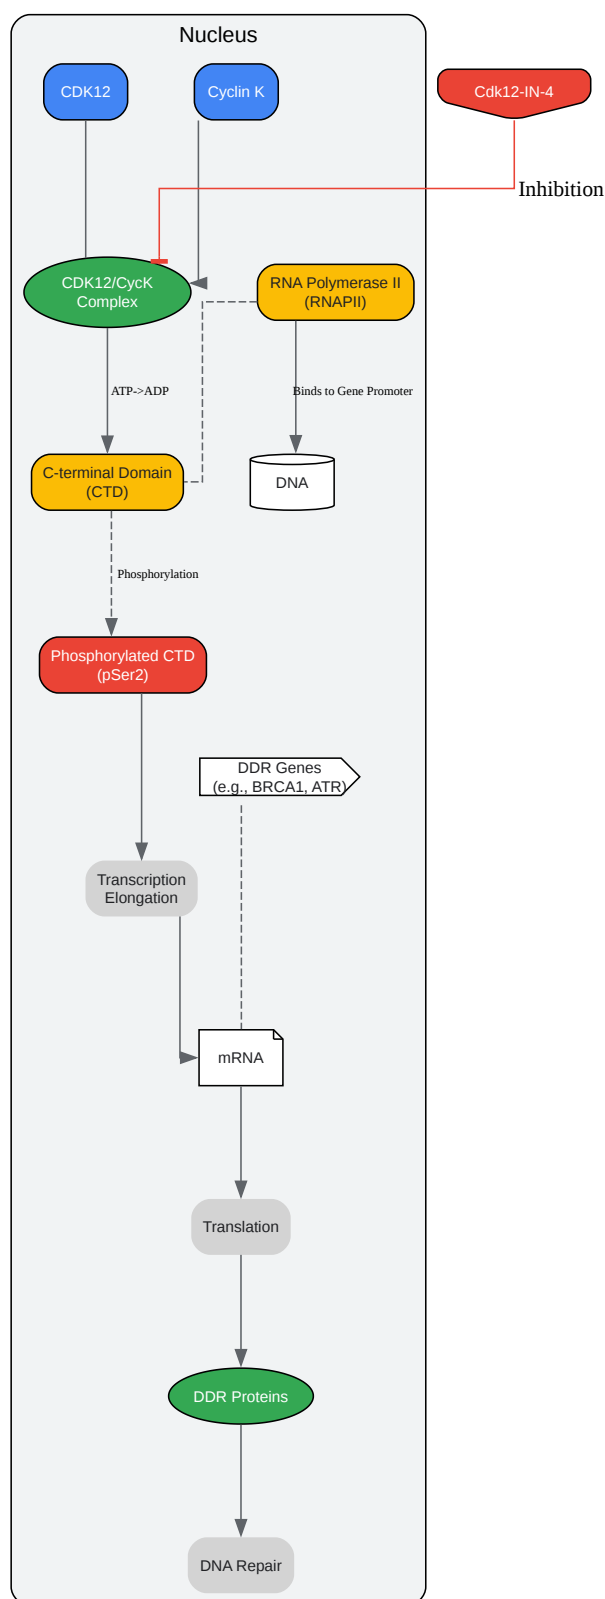 Nucleus
CDK12
Cyclin K
Cdk12-IN-4
Inhibition
CDK12/CycK
Complex
RNA Polymerase II
(RNAPII)
ATP->ADP
Binds to Gene Promoter
C-terminal Domain
(CTD)
DNA
Phosphorylation
Phosphorylated CTD
(pSer2)
DDR Genes
(e.g., BRCA1, ATR)
Transcription
Elongation
mRNA
Translation
DDR Proteins
DNA Repair